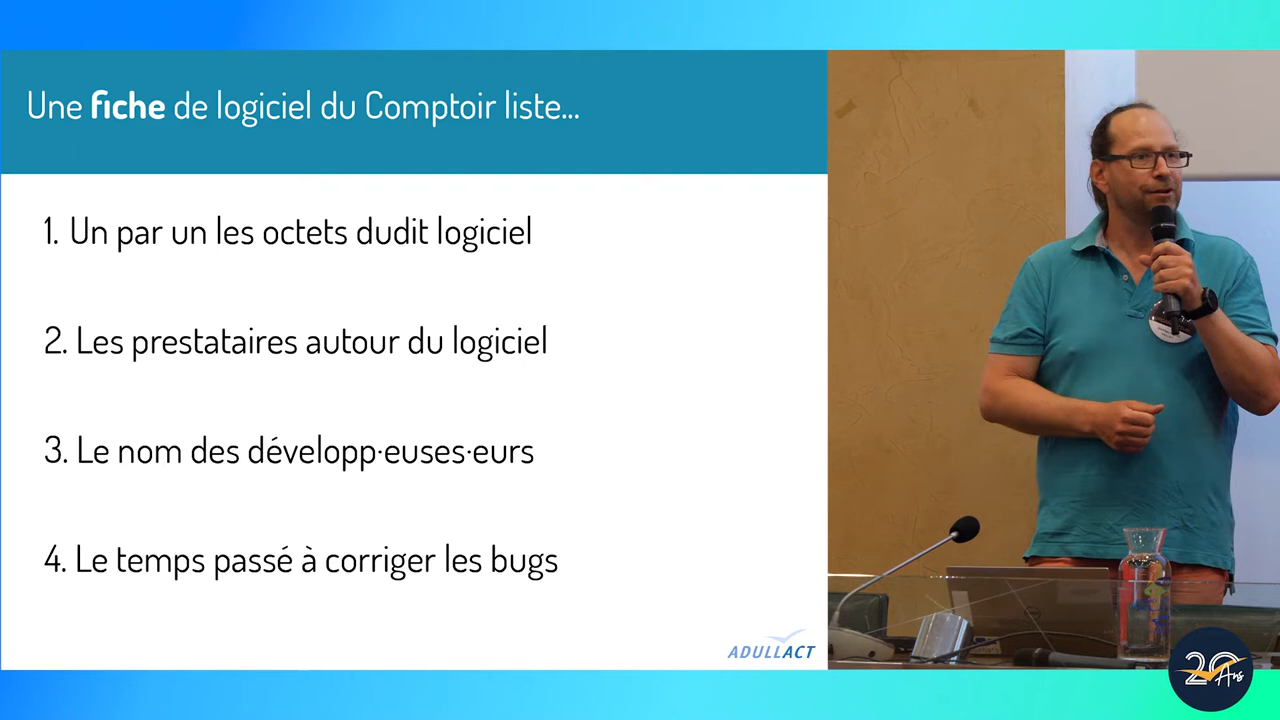 Une fiche de logiciel du Comptoir liste...
1. Un par un les octets dudit logiciel
2. Les prestataires autour du logiciel
3. Le nom des développ·euses·eurs
4. Le temps passé à corriger les bugs
ADULLACT
20
Ans